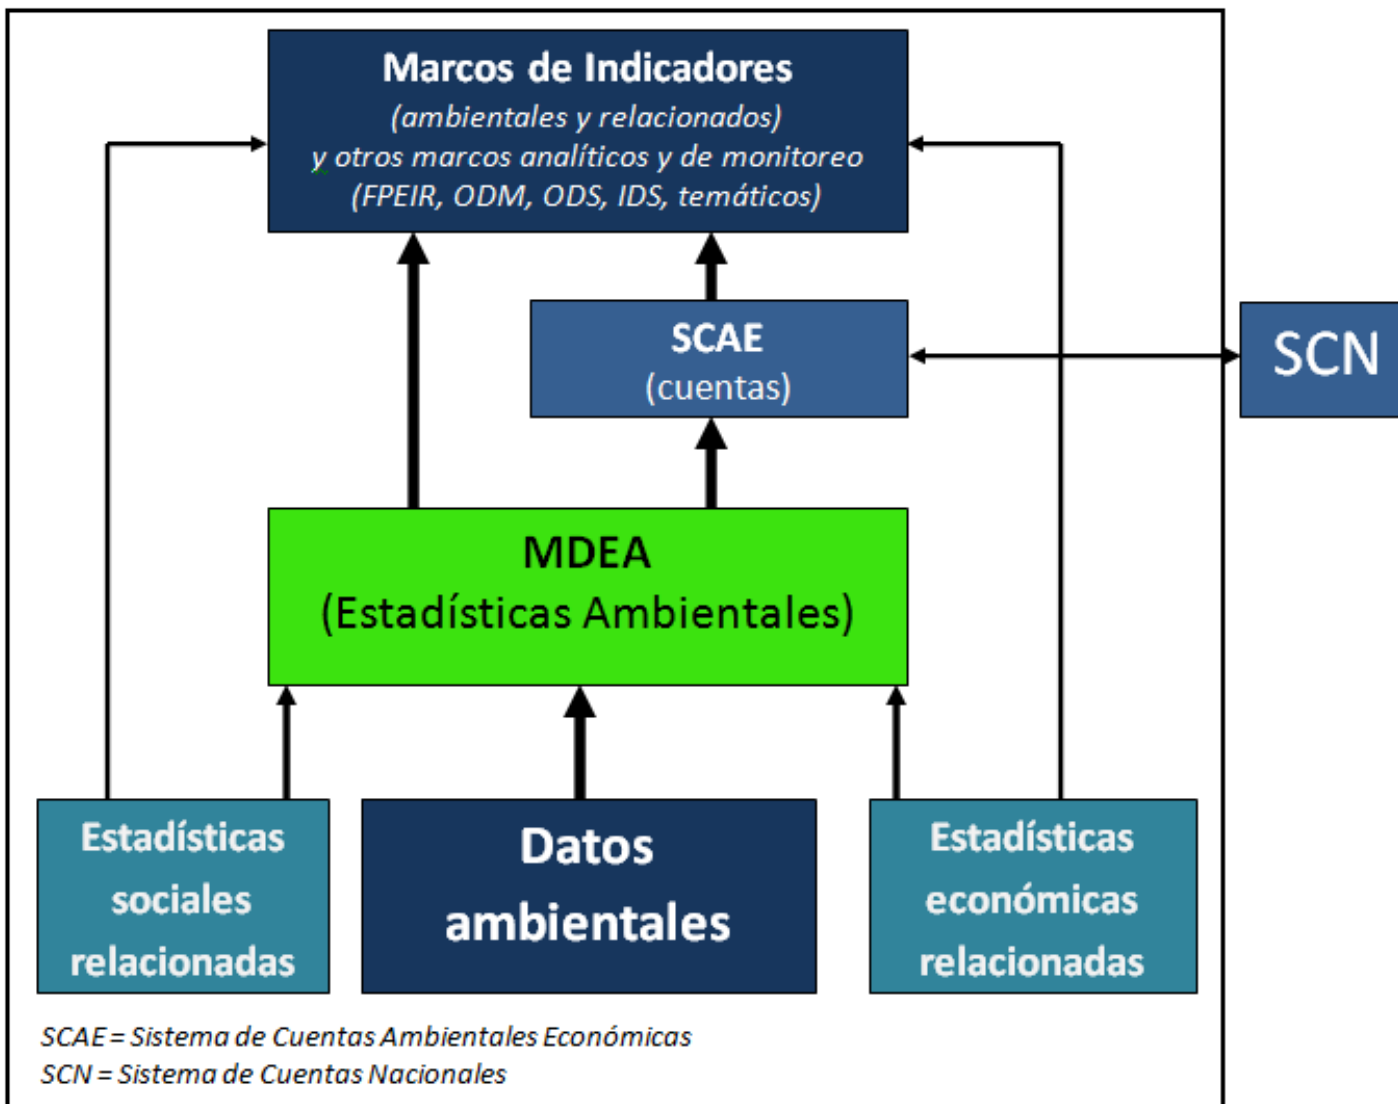 Marcos de Indicadores
(ambientales y relacionados)
y otros marcos analíticos y de monitoreo
(FPEIR, ODM, ODS, IDS, temáticos)
SCAE
(cuentas)
SCN
MDEA
(Estadísticas Ambientales)
Estadísticas
sociales
relacionadas
Datos
ambientales
Estadísticas
económicas
relacionadas
SCAE = Sistema de Cuentas Ambientales Económicas
SCN = Sistema de Cuentas Nacionales